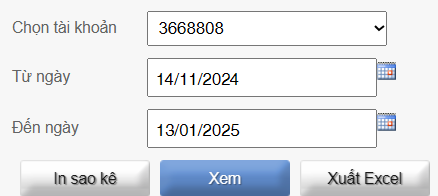 Chọn tài khoản 3668808
Từ ngày 14/11/2024
Đến ngày 13/01/2025
In sao kê Xem Xuất Excel